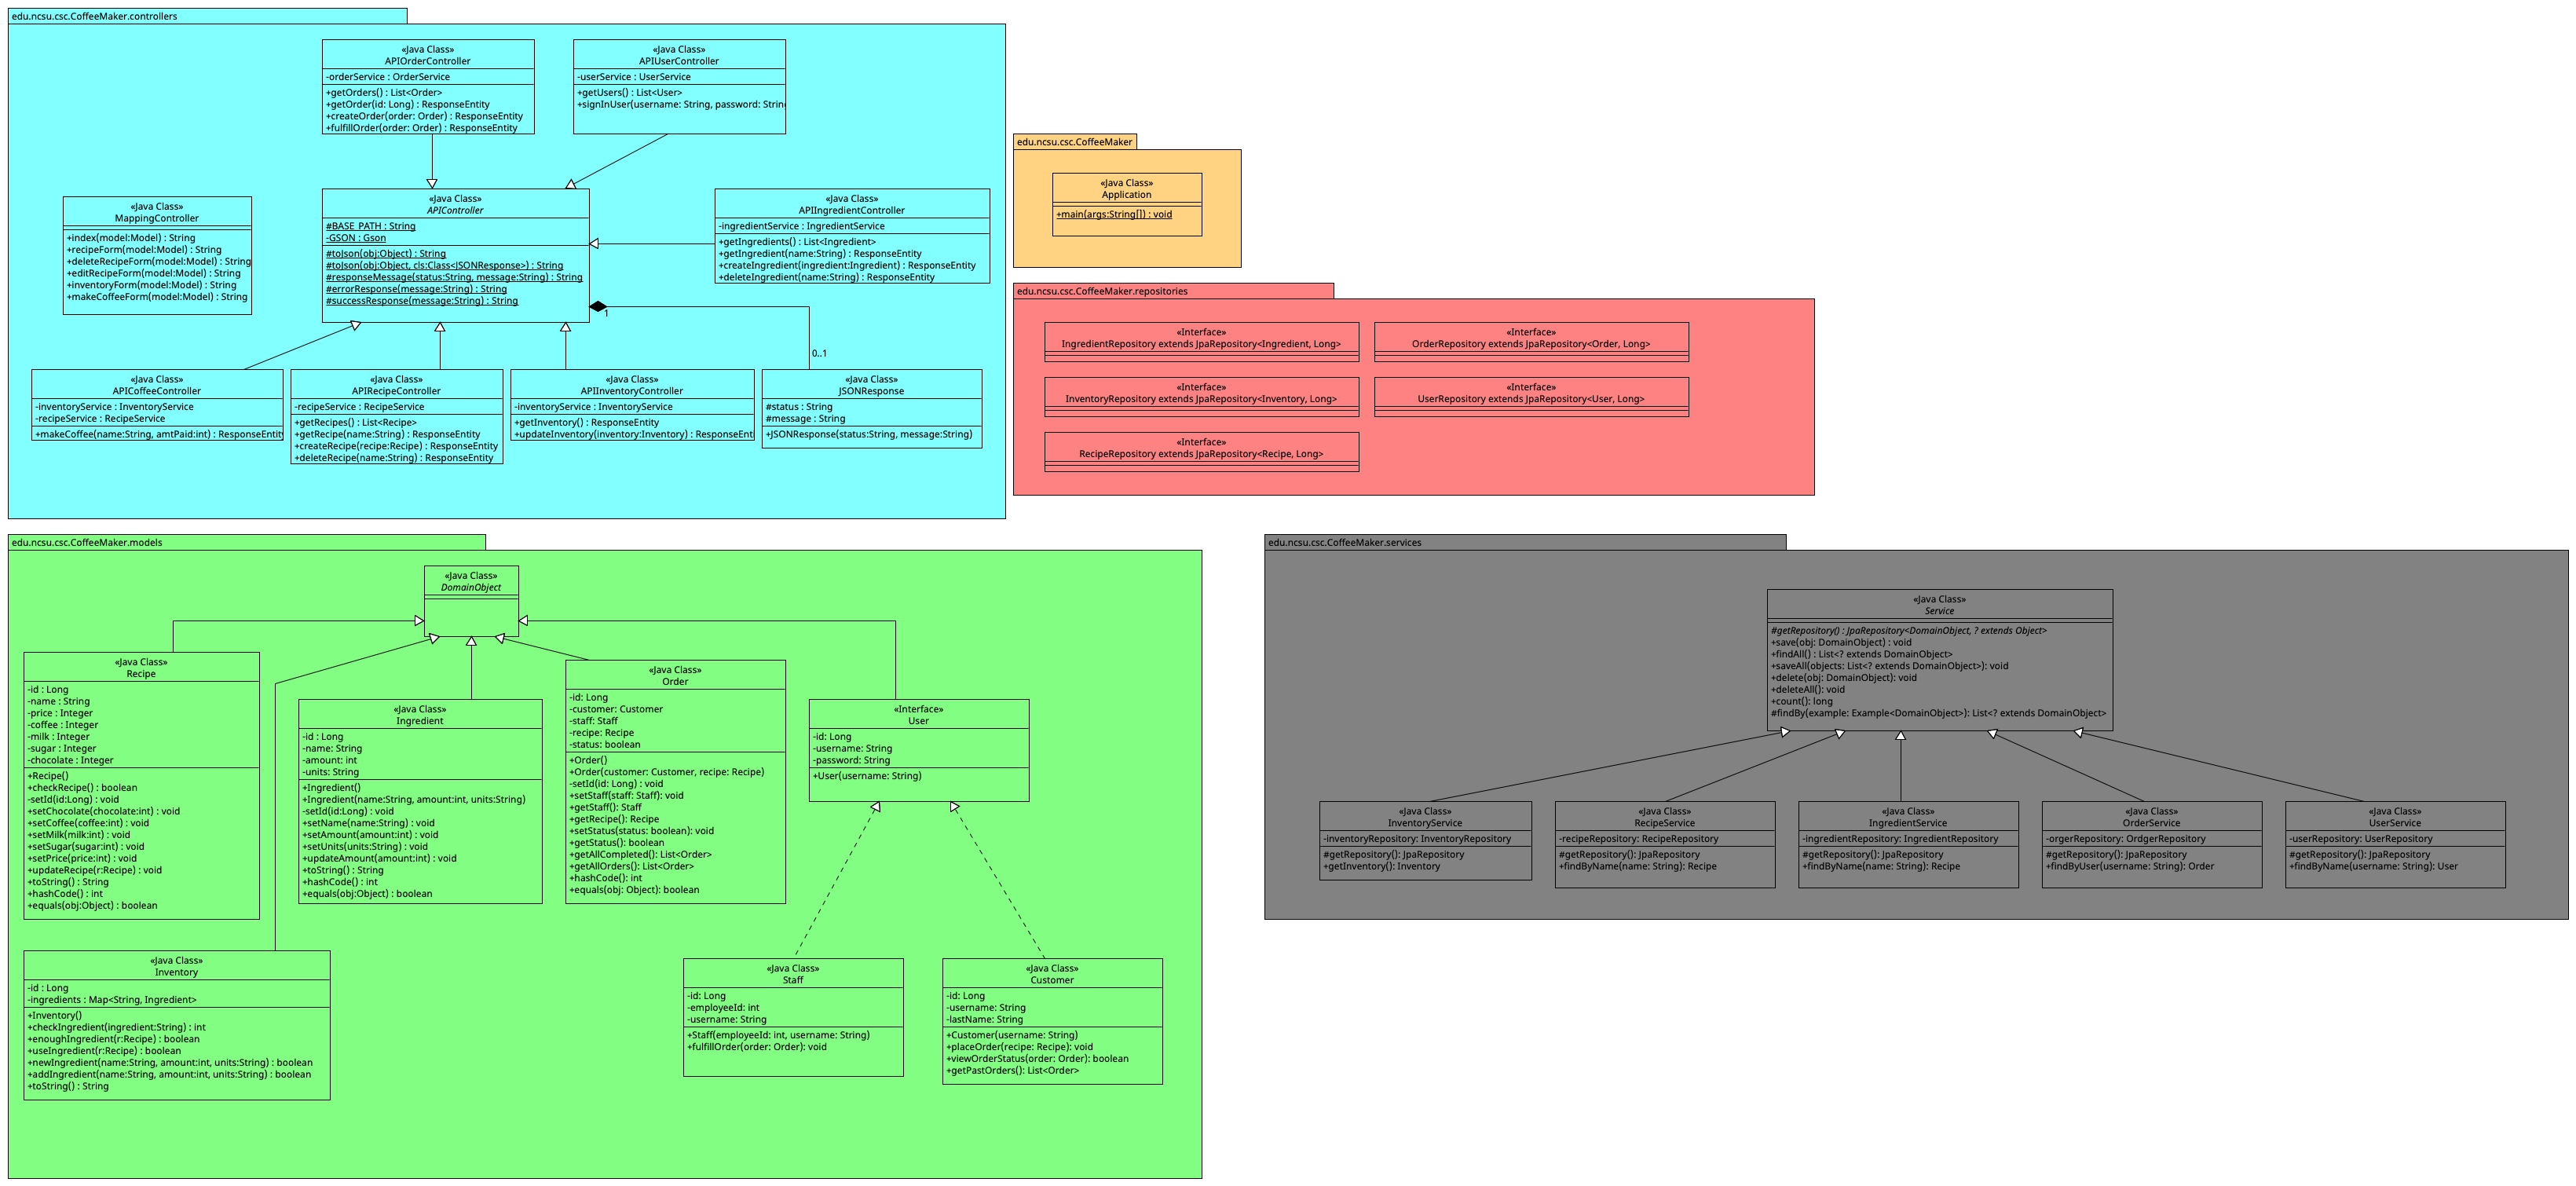 edu.ncsu.csc.CoffeeMaker.controllers
«Java Class»
APIOrderController
-orderService : OrderService
+getOrders() : List<Order>
+getOrder(id: Long) : ResponseEntity
+createOrder(order: Order) : ResponseEntity
+fulfillOrder(order: Order) : ResponseEntity
«Java Class»
APIUserController
-userService : UserService
+getUsers() : List<User>
+signInUser(username: String, password: Strin
«Java Class»
MappingController
+index(model:Model) : String
+recipeForm(model:Model) : String
+deleteRecipeForm(model:Model) : String
+editRecipeForm(model:Model) : String
+inventoryForm(model:Model) : String
+makeCoffeeForm(model:Model) : String
«Java Class»
APIController
#BASE_PATH : String
-GSON : Gson
#toJson(obj:Object) : String
#toJson(obj:Object, cls:Class<JSONResponse>) : String
#responseMessage(status:String, message:String) : String
#errorResponse(message:String) : String
#successResponse(message:String) : String
1
0..1
«Java Class»
APIIngredientController
-ingredientService : IngredientService
+getIngredients() : List<Ingredient>
+getIngredient(name:String) : ResponseEntity
+createIngredient(ingredient:Ingredient) : ResponseEntity
+deleteIngredient(name:String) : ResponseEntity
«Java Class»
APICoffeeController
-inventoryService : InventoryService
-recipeService : RecipeService
+makeCoffee(name:String, amtPaid:int) : ResponseEntity
«Java Class»
APIRecipeController
-recipeService : RecipeService
+getRecipes() : List<Recipe>
+getRecipe(name:String) : ResponseEntity
+createRecipe(recipe:Recipe) : ResponseEntity
+deleteRecipe(name:String) : ResponseEntity
«Java Class»
APIInventoryController
-inventoryService : InventoryService
+getInventory() : ResponseEntity
+updateInventory(inventory:Inventory) : ResponseEnti
«Java Class»
JSONResponse
#status : String
#message : String
+JSONResponse(status:String, message:String)
edu.ncsu.csc.CoffeeMaker
«Java Class»
Application
+main(args:String[]) : void
edu.ncsu.csc.CoffeeMaker.repositories
«Interface»
IngredientRepository extends JpaRepository<Ingredient, Long>
«Interface»
OrderRepository extends JpaRepository<Order, Long>
«Interface»
InventoryRepository extends JpaRepository<Inventory, Long>
«Interface»
UserRepository extends JpaRepository<User, Long>
«Interface»
RecipeRepository extends JpaRepository<Recipe, Long>
edu.ncsu.csc.CoffeeMaker.models
«Java Class»
DomainObject
«Java Class»
Recipe
-id : Long
-name : String
-price : Integer
-coffee : Integer
-milk : Integer
-sugar : Integer
-chocolate : Integer
+Recipe()
+checkRecipe() : boolean
-setId(id:Long) : void
+setChocolate(chocolate:int) : void
+setCoffee(coffee:int) : void
+setMilk(milk:int) : void
+setSugar(sugar:int) : void
+setPrice(price:int) : void
+updateRecipe(r:Recipe) : void
+toString() : String
+hashCode() : int
+equals(obj:Object) : boolean
«Java Class»
Ingredient
-id : Long
-name: String
-amount: int
-units: String
+Ingredient()
+Ingredient(name:String, amount:int, units:String)
-setId(id:Long) : void
+setName(name:String) : void
+setAmount(amount:int) : void
+setUnits(units:String) : void
+updateAmount(amount:int) : void
+toString() : String
+hashCode() : int
+equals(obj:Object) : boolean
«Java Class»
Order
-id: Long
-customer: Customer
-staff: Staff
-recipe: Recipe
-status: boolean
+Order()
+Order(customer: Customer, recipe: Recipe)
-setId(id: Long) : void
+setStaff(staff: Staff): void
+getStaff(): Staff
+getRecipe(): Recipe
+setStatus(status: boolean): void
+getStatus(): boolean
+getAllCompleted(): List<Order>
+getAllOrders(): List<Order>
+hashCode(): int
+equals(obj: Object): boolean
«Interface»
User
-id: Long
-username: String
-password: String
+User(username: String)
«Java Class»
Inventory
-id : Long
-ingredients : Map<String, Ingredient>
+Inventory()
+checkIngredient(ingredient:String) : int
+enoughIngredient(r:Recipe) : boolean
+useIngredient(r:Recipe) : boolean
+newIngredient(name:String, amount:int, units:String) : boolean
+addIngredient(name:String, amount:int, units:String) : boolean
+toString() : String
«Java Class»
Staff
-id: Long
-employeeId: int
-username: String
+Staff(employeeId: int, username: String)
+fulfillOrder(order: Order): void
«Java Class»
Customer
-id: Long
-username: String
-lastName: String
+Customer(username: String)
+placeOrder(recipe: Recipe): void
+viewOrderStatus(order: Order): boolean
+getPastOrders(): List<Order>
edu.ncsu.csc.CoffeeMaker.services
«Java Class»
Service
#getRepository() : JpaRepository<DomainObject, ? extends Object>
+save(obj: DomainObject) : void
+findAll() : List<? extends DomainObject>
+saveAll(objects: List<? extends DomainObject>): void
+delete(obj: DomainObject): void
+deleteAll(): void
+count(): long
#findBy(example: Example<DomainObject>): List<? extends DomainObject>
«Java Class»
InventoryService
-inventoryRepository: InventoryRepository
#getRepository(): JpaRepository
+getInventory(): Inventory
«Java Class»
RecipeService
-recipeRepository: RecipeRepository
#getRepository(): JpaRepository
+findByName(name: String): Recipe
«Java Class»
IngredientService
-ingredientRepository: IngredientRepository
#getRepository(): JpaRepository
+findByName(name: String): Recipe
«Java Class»
OrderService
-orgerRepository: OrdgerRepository
#getRepository(): JpaRepository
+findByUser(username: String): Order
«Java Class»
UserService
-userRepository: UserRepository
#getRepository(): JpaRepository
+findByName(username: String): User